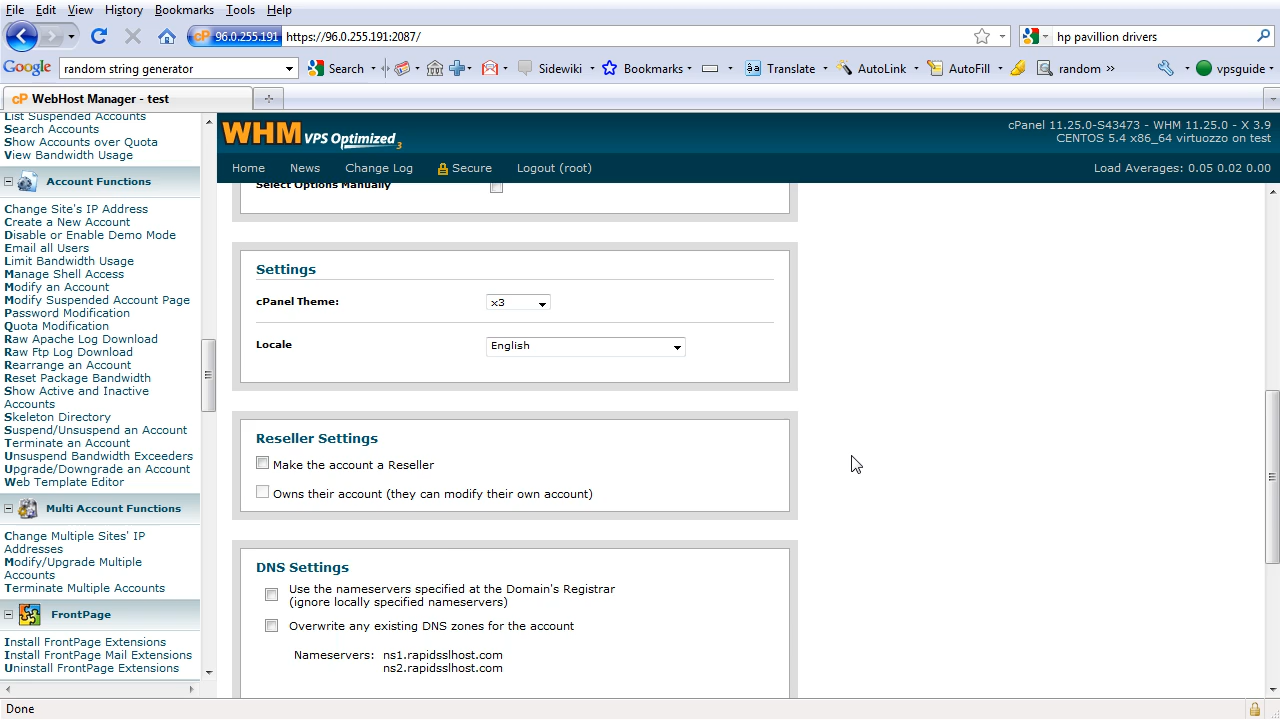 File Edit View History Bookmarks Tools Help
cP 96.0.255.191 https://96.0.255.191:2087/ hp pavillion drivers
Google random string generator Search Sidewiki Bookmarks Translate AutoLink AutoFill random » vpsguide
cP WebHost Manager - test
List Suspended Accounts
Search Accounts
Show Accounts over Quota
View Bandwidth Usage
Account Functions
Change Site's IP Address
Create a New Account
Disable or Enable Demo Mode
Email all Users
Limit Bandwidth Usage
Manage Shell Access
Modify an Account
Modify Suspended Account Page
Password Modification
Quota Modification
Raw Apache Log Download
Raw Ftp Log Download
Rearrange an Account
Reset Package Bandwidth
Show Active and Inactive
Accounts
Skeleton Directory
Suspend/Unsuspend an Account
Terminate an Account
Unsuspend Bandwidth Exceeders
Upgrade/Downgrade an Account
Web Template Editor
Multi Account Functions
Change Multiple Sites' IP
Addresses
Modify/Upgrade Multiple
Accounts
Terminate Multiple Accounts
FrontPage
Install FrontPage Extensions
Install FrontPage Mail Extensions
Uninstall FrontPage Extensions
WHM VPS Optimized 3
cPanel 11.25.0-S43473 - WHM 11.25.0 - X 3.9
CENTOS 5.4 x86_64 virtuozzo on test
Home News Change Log Secure Logout (root) Load Averages: 0.05 0.02 0.00
Select Options Manually
Settings
cPanel Theme: x3
Locale English
Reseller Settings
Make the account a Reseller
Owns their account (they can modify their own account)
DNS Settings
Use the nameservers specified at the Domain's Registrar
(ignore locally specified nameservers)
Overwrite any existing DNS zones for the account
Nameservers: ns1.rapidsslhost.com
ns2.rapidsslhost.com
Done